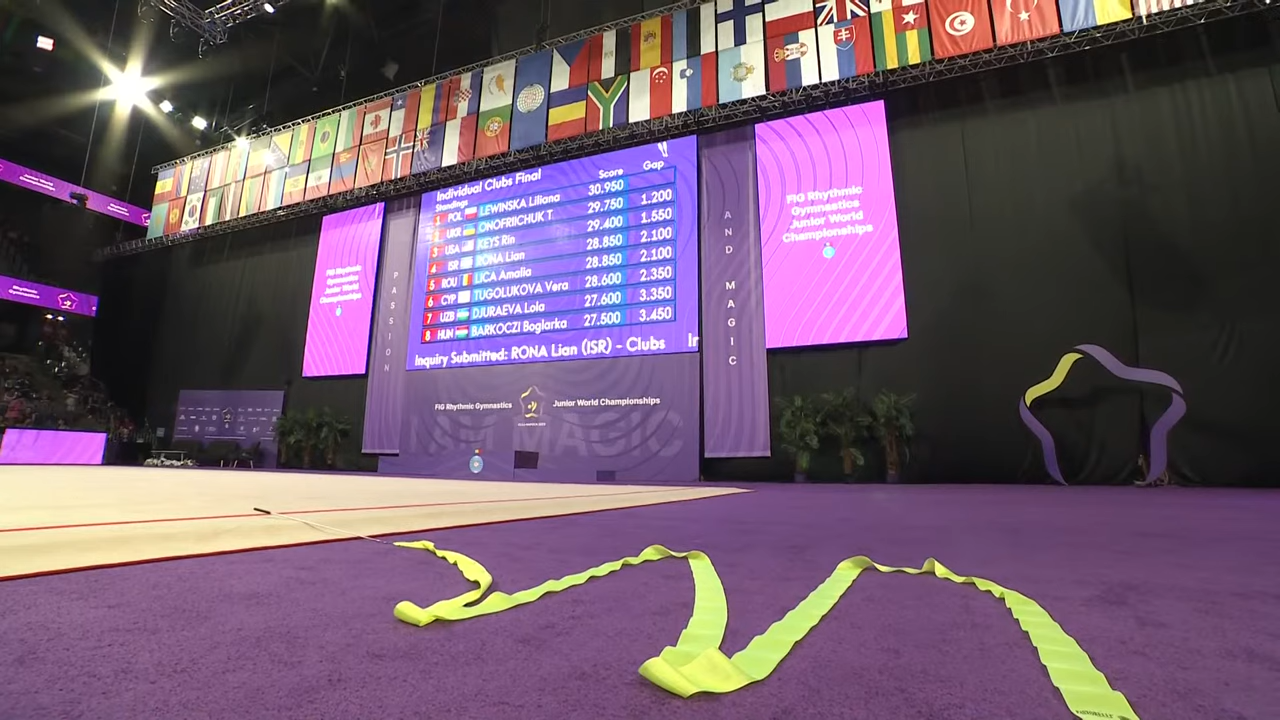 Individual Clubs Final
Standings Score Gap
1 POL LEWINSKA Liliana 30.950
2 UKR ONOFRIICHUK T 29.750 1.200
3 USA KEYS Rin 29.400 1.550
4 ISR RONA Lian 28.850 2.100
5 ROU LICA Amalia 28.850 2.100
6 CYP TUGOLUKOVA Vera 28.600 2.350
7 UZB DJURAEVA Lola 27.600 3.350
8 HUN BARKOCZI Boglarka 27.500 3.450
Inquiry Submitted: RONA Lian (ISR) - Clubs In
FIG Rhythmic
Gymnastics
Junior World
Championships
PASSION
AND MAGIC
FIG Rhythmic
Gymnastics
Junior World
Championships
FIG Rhythmic Gymnastics Junior World Championships
MAGIC